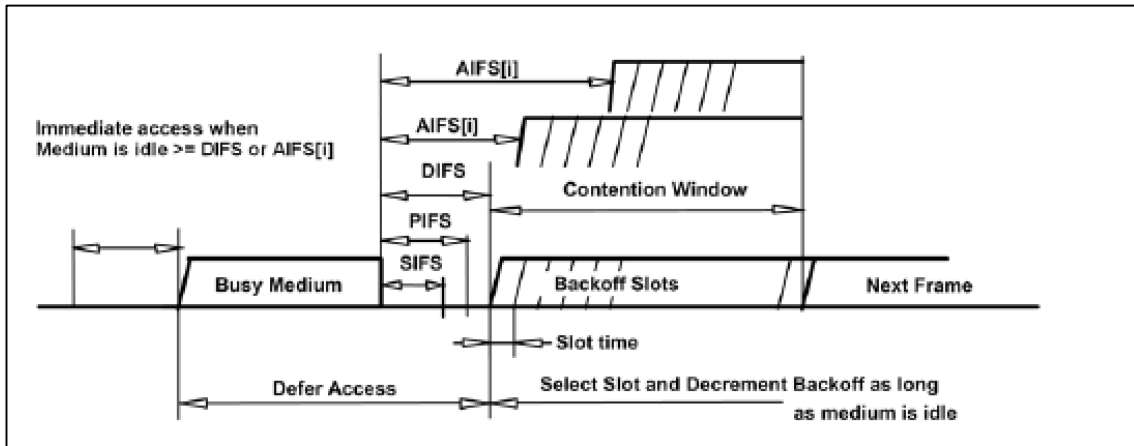 AIFS[i]
Immediate access when
Medium is idle >= DIFS or AIFS[i]
AIFS[i]
DIFS
Contention Window
PIFS
SIFS
Busy Medium
Backoff Slots
Next Frame
Slot time
Defer Access
Select Slot and Decrement Backoff as long
as medium is idle